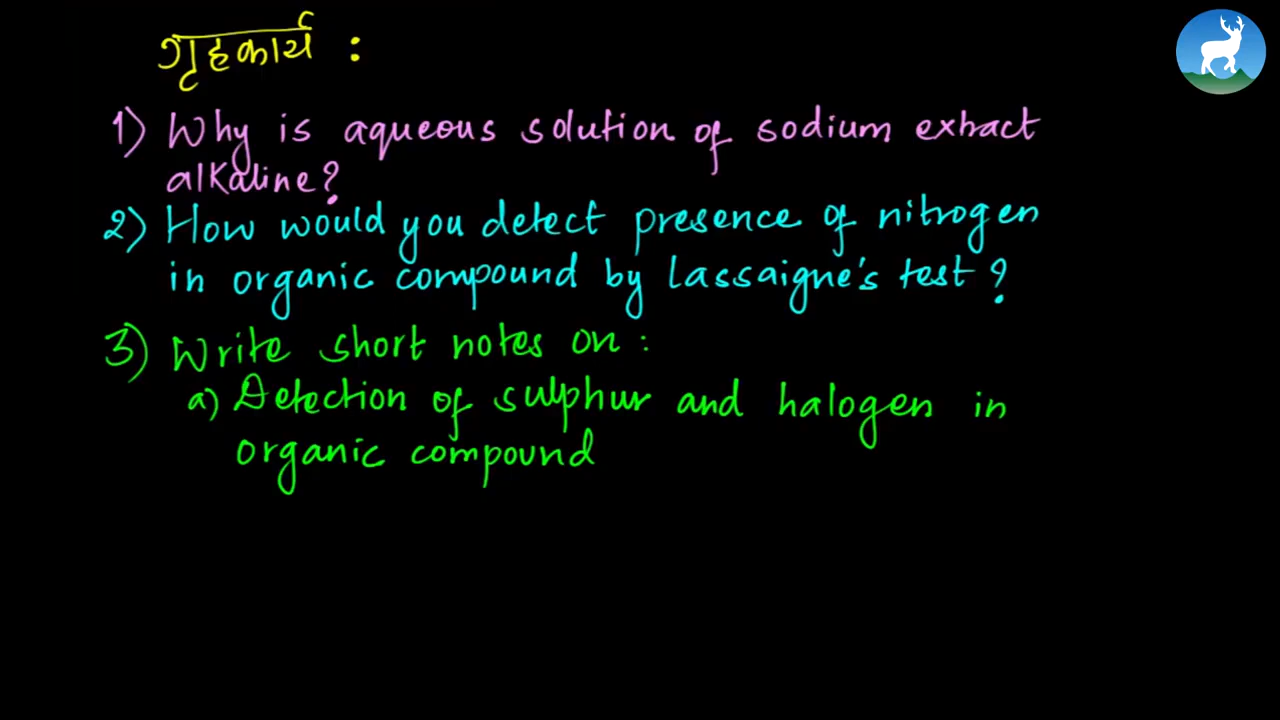 गृहकार्य :
1) Why is aqueous solution of sodium extract
alkaline?
2) How would you detect presence of nitrogen
in organic compound by lassaigne's test ?
3) Write short notes on :
a) Detection of sulphur and halogen in
organic compound